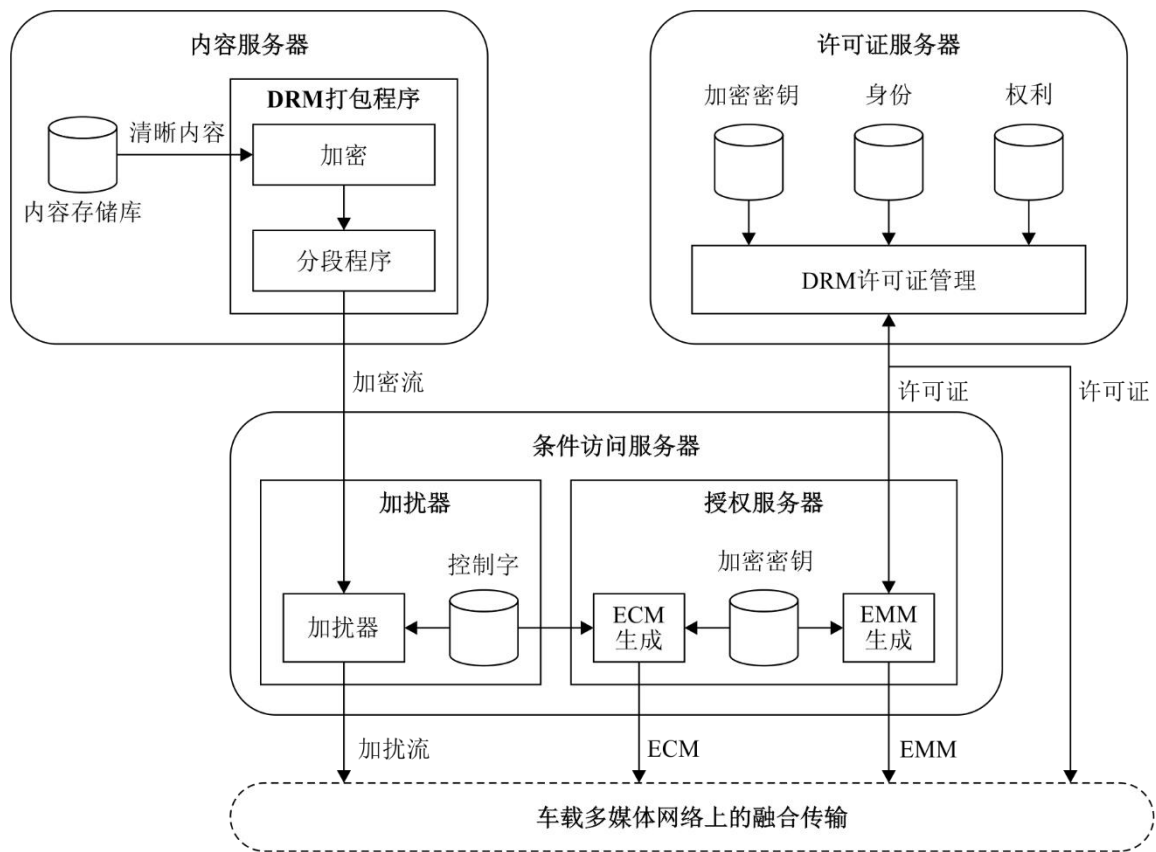 内容服务器
DRM打包程序
清晰内容
加密
内容存储库
分段程序
许可证服务器
加密密钥
身份
权利
DRM许可证管理
加密流
许可证
许可证
条件访问服务器
加扰器
授权服务器
控制字
加密密钥
加扰器
ECM
生成
EMM
生成
加扰流
ECM
EMM
车载多媒体网络上的融合传输